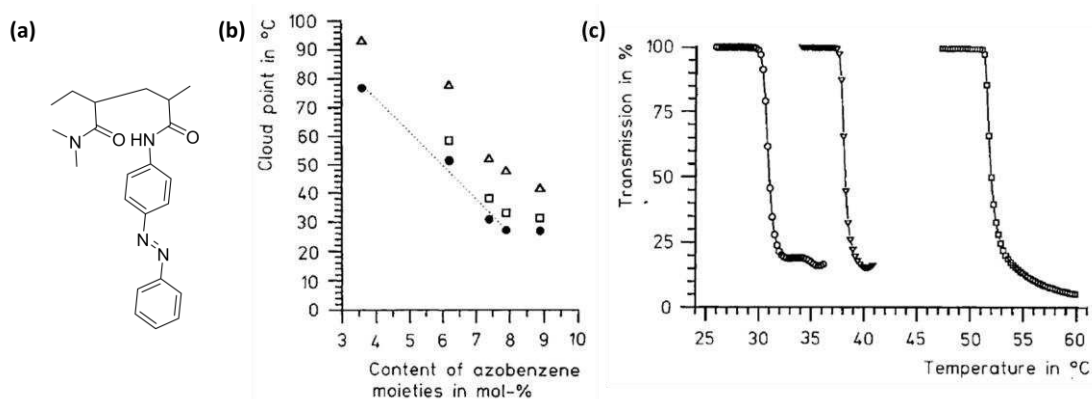 (a)
N
O
HN
O
N
N
(b)
Cloud point in °C
100
90
80
70
60
50
40
30
20
10
0
3 4 5 6 7 8 9 10
Content of azobenzene
moieties in mol-%
(c)
Transmission in %
100
75
50
25
0
25 30 35 40 45 50 55 60
Temperature in °C